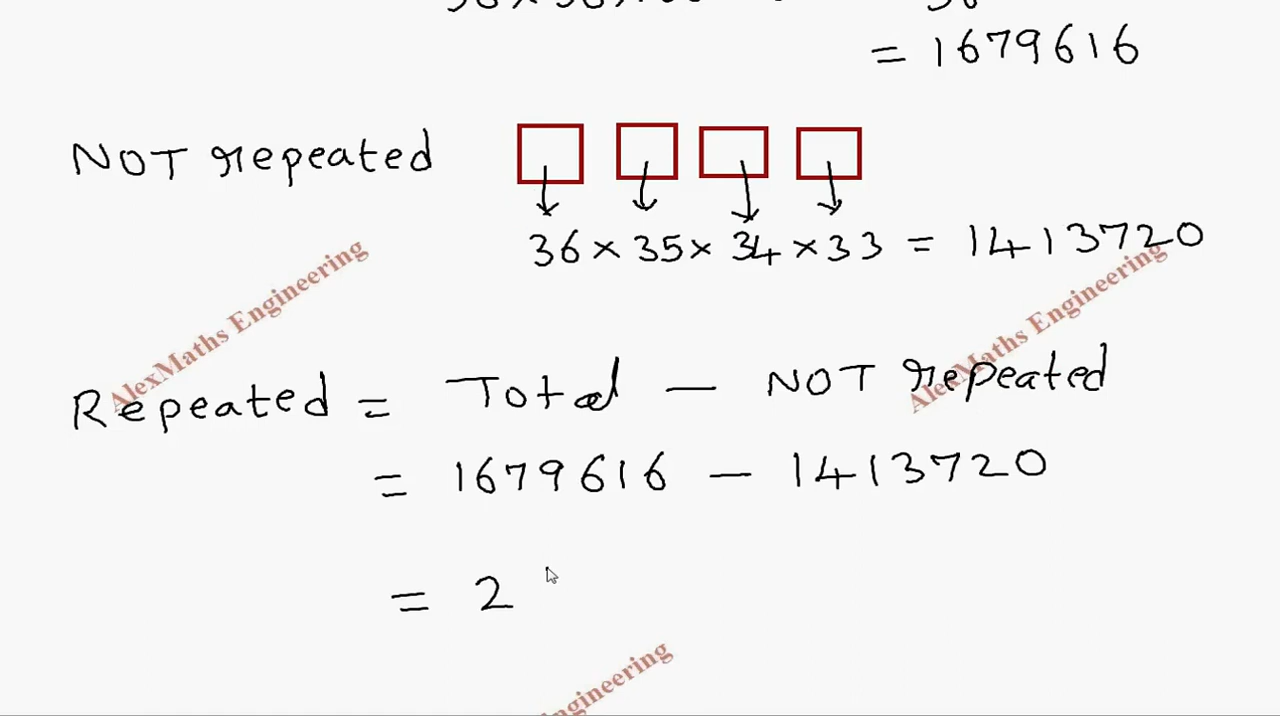 = 1679616
NOT repeated
36 × 35 × 34 × 33 = 1413720
AlexMaths Engineering
AlexMaths Engineering
Repeated = Total — NOT repeated
= 1679616 — 1413720
= 2
Engineering